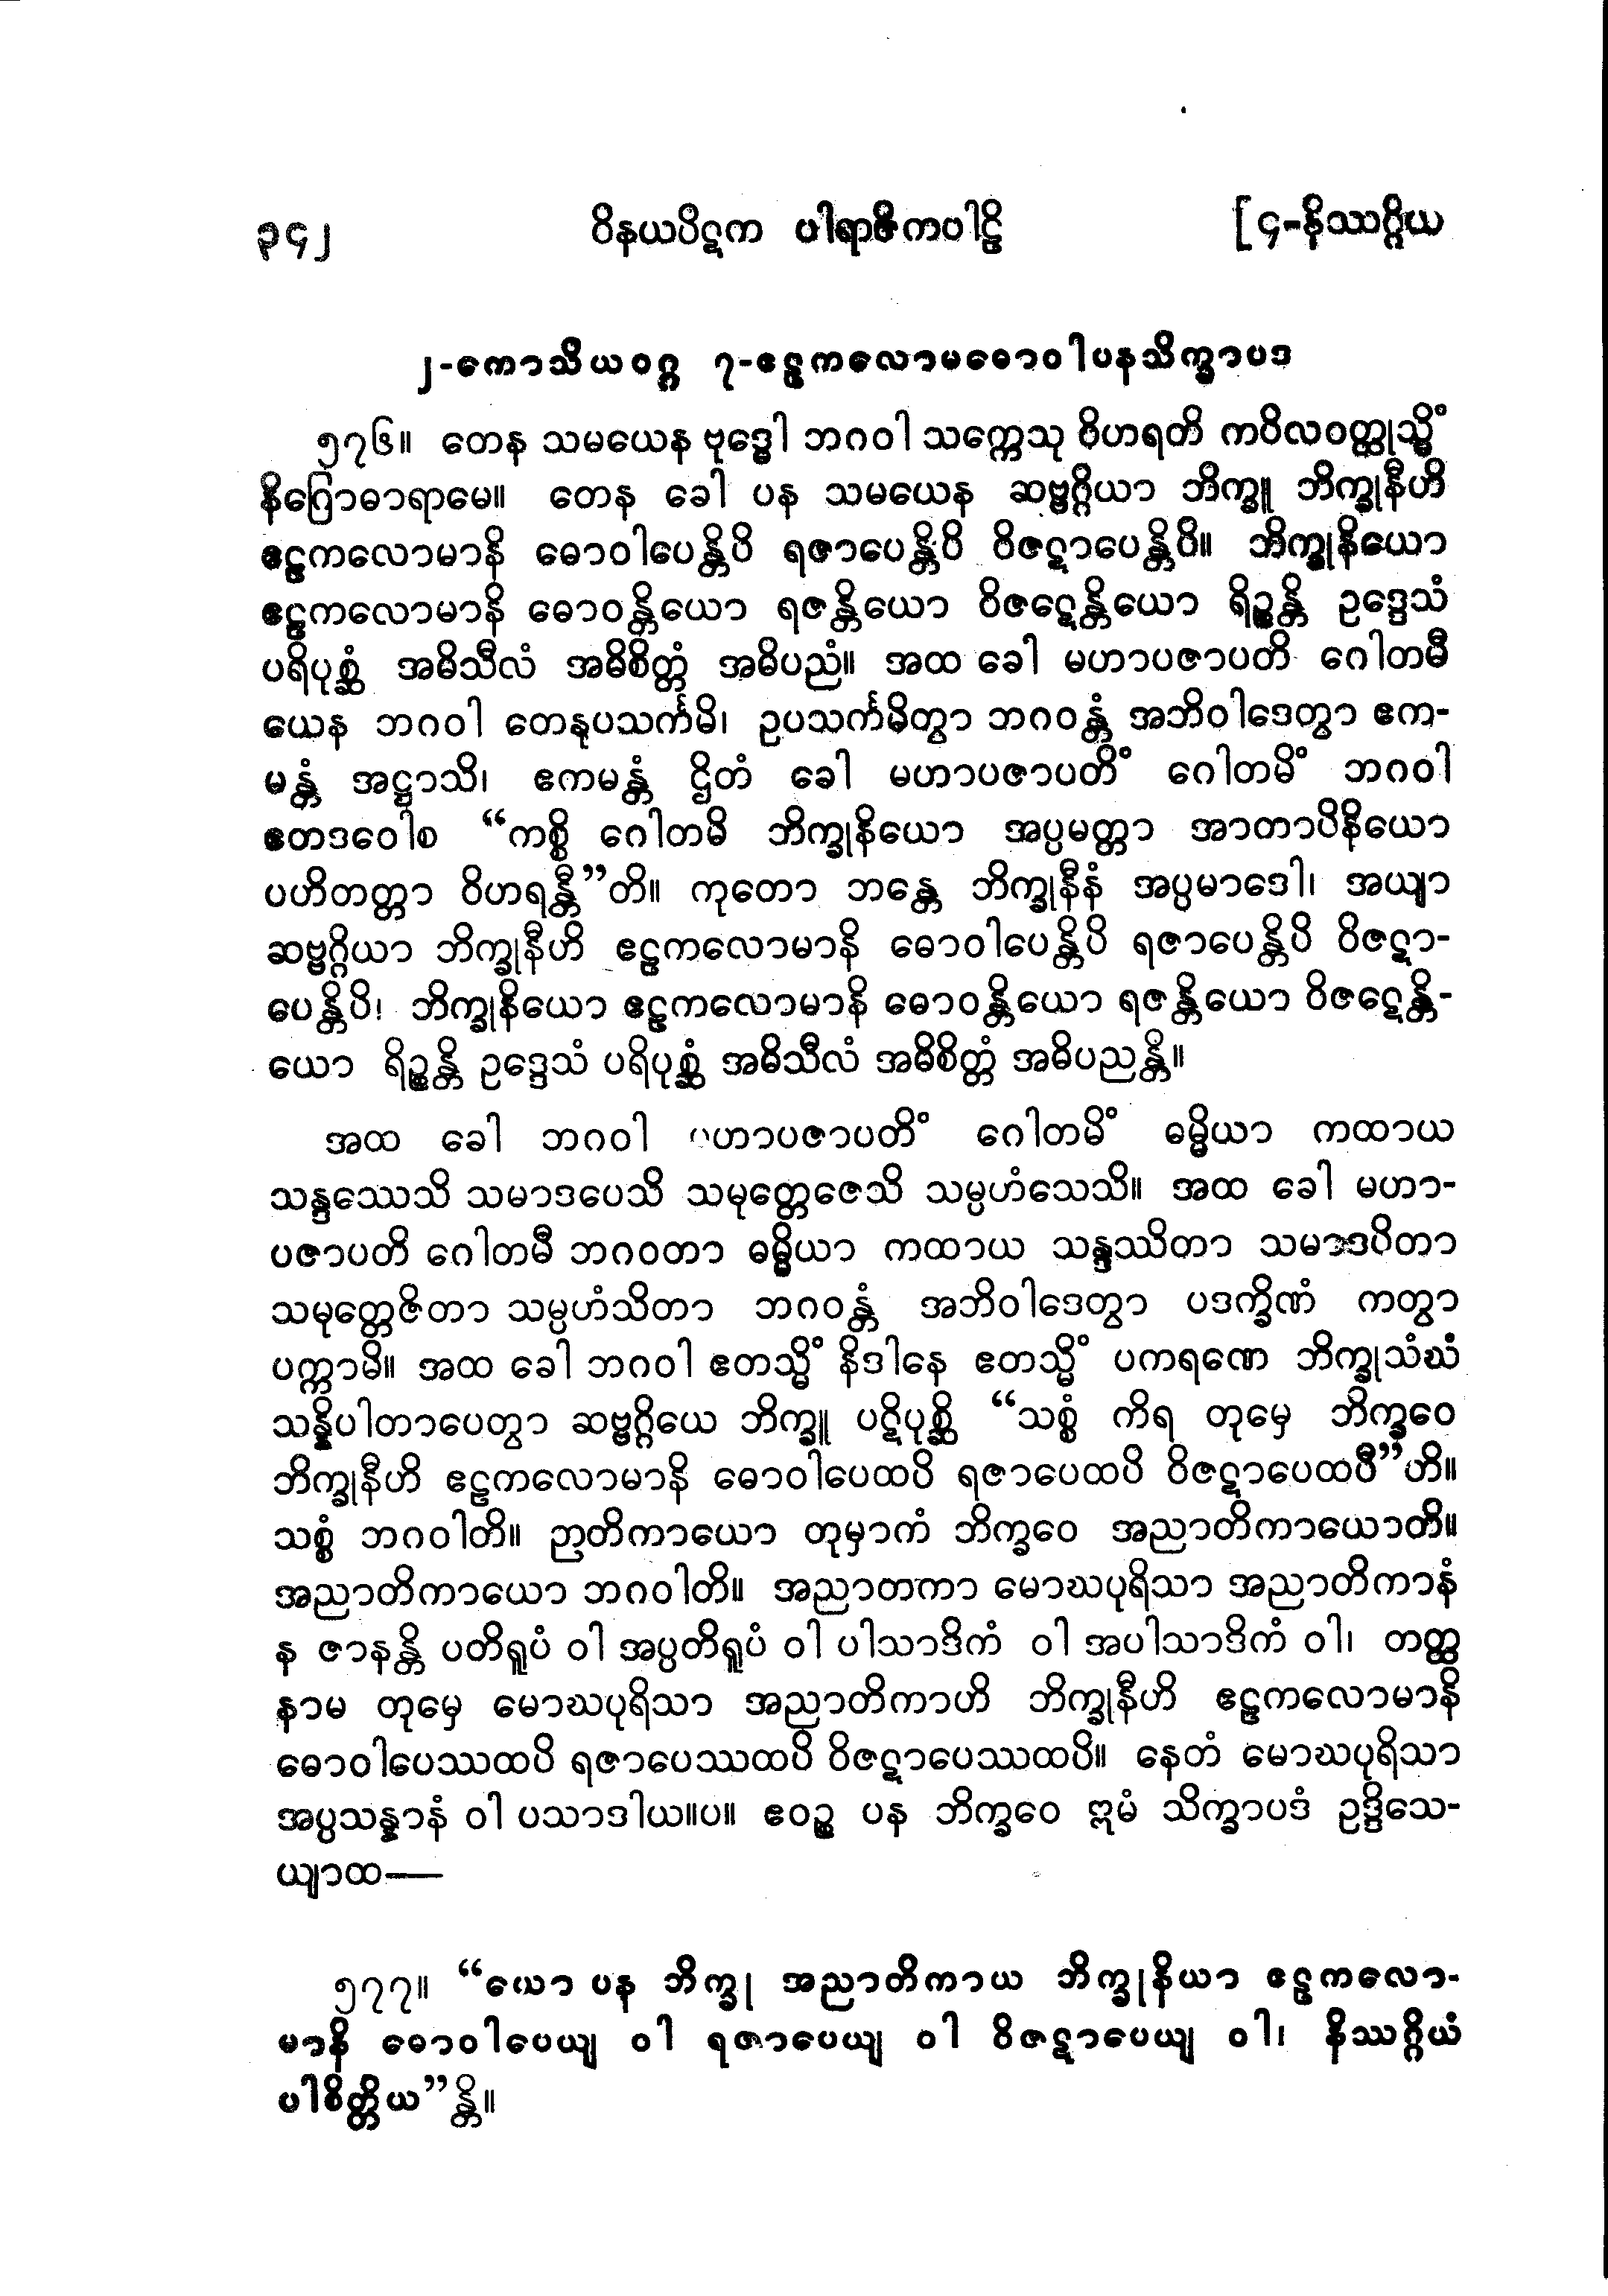 ၃၄၂ ဝိနယပိဋက ပါရာဇိကပါဠိ [၄-နိဿဂ္ဂိယ
၂-ကောသိယဝဂ္ဂ ၇-ဧဠကလောမဓောဝါပနသိက္ခာပဒ
၅၇၆။ တေန သမယေန ဗုဒ္ဓေါ ဘဂဝါ သက္ကေသု ဝိဟရတိ ကပိလဝတ္ထုသ္မိံ
နိဂြောဓာရာမေ။ တေန ခေါ ပန သမယေန ဆဗ္ဗဂ္ဂိယာ ဘိက္ခူ ဘိက္ခုနီဟိ
ဧဠကလောမာနိ ဓောဝါပေန္တိပိ ရဇာပေန္တိပိ ဝိဇဋာပေန္တိပိ။ ဘိက္ခုနိယော
ဧဠကလောမာနိ ဓောဝန္တိယော ရဇန္တိယော ဝိဇဋေန္တိယော ရိဉ္စန္တိ ဥဒ္ဒေသံ
ပရိပုစ္ဆံ အဓိသီလံ အဓိစိတ္တံ အဓိပညံ။ အထ ခေါ မဟာပဇာပတိ ဂေါတမီ
ယေန ဘဂဝါ တေနုပသင်္ကမိ၊ ဥပသင်္ကမိတွာ ဘဂဝန္တံ အဘိဝါဒေတွာ ဧက-
မန္တံ အဋ္ဌာသိ၊ ဧကမန္တံ ဌိတံ ခေါ မဟာပဇာပတိံ ဂေါတမိံ ဘဂဝါ
ဧတဒဝေါစ “ကစ္စိ ဂေါတမိ ဘိက္ခုနိယော အပ္ပမတ္တာ အာတာပိနိယော
ပဟိတတ္တာ ဝိဟရန္တီ”တိ။ ကုတော ဘန္တေ ဘိက္ခုနီနံ အပ္ပမာဒေါ၊ အယျာ
ဆဗ္ဗဂ္ဂိယာ ဘိက္ခုနီဟိ ဧဠကလောမာနိ ဓောဝါပေန္တိပိ ရဇာပေန္တိပိ ဝိဇဋာ-
ပေန္တိပိ၊ ဘိက္ခုနိယော ဧဠကလောမာနိ ဓောဝန္တိယော ရဇန္တိယော ဝိဇဋေန္တိ-
ယော ရိဉ္စန္တိ ဥဒ္ဒေသံ ပရိပုစ္ဆံ အဓိသီလံ အဓိစိတ္တံ အဓိပညန္တိ။
အထ ခေါ ဘဂဝါ မဟာပဇာပတိံ ဂေါတမိံ ဓမ္မိယာ ကထာယ
သန္ဒဿေသိ သမာဒပေသိ သမုတ္တေဇေသိ သမ္ပဟံသေသိ။ အထ ခေါ မဟာ-
ပဇာပတိ ဂေါတမီ ဘဂဝတာ ဓမ္မိယာ ကထာယ သန္ဒဿိတာ သမာဒပိတာ
သမုတ္တေဇိတာ သမ္ပဟံသိတာ ဘဂဝန္တံ အဘိဝါဒေတွာ ပဒက္ခိဏံ ကတွာ
ပက္ကာမိ။ အထ ခေါ ဘဂဝါ ဧတသ္မိံ နိဒါနေ ဧတသ္မိံ ပကရဏေ ဘိက္ခုသံဃံ
သန္နိပါတာပေတွာ ဆဗ္ဗဂ္ဂိယေ ဘိက္ခူ ပဋိပုစ္ဆိ “သစ္စံ ကိရ တုမှေ ဘိက္ခဝေ
ဘိက္ခုနီဟိ ဧဠကလောမာနိ ဓောဝါပေထပိ ရဇာပေထပိ ဝိဇဋာပေထပီ”တိ။
သစ္စံ ဘဂဝါတိ။ ဉာတိကာယော တုမှာကံ ဘိက္ခဝေ အညာတိကာယောတိ။
အညာတိကာယော ဘဂဝါတိ။ အညာတကာ မောဃပုရိသာ အညာတိကာနံ
န ဇာနန္တိ ပတိရူပံ ဝါ အပ္ပတိရူပံ ဝါ ပါသာဒိကံ ဝါ အပါသာဒိကံ ဝါ၊ တတ္ထ
နာမ တုမှေ မောဃပုရိသာ အညာတိကာဟိ ဘိက္ခုနီဟိ ဧဠကလောမာနိ
ဓောဝါပေဿထပိ ရဇာပေဿထပိ ဝိဇဋာပေဿထပိ။ နေတံ မောဃပုရိသာ
အပ္ပသန္နာနံ ဝါ ပသာဒါယ။ပ။ ဧဝဉ္စ ပန ဘိက္ခဝေ ဣမံ သိက္ခာပဒံ ဥဒ္ဒိသေ-
ယျာထ—
၅၇၇။ “ယော ပန ဘိက္ခု အညာတိကာယ ဘိက္ခုနိယာ ဧဠကလော-
မာနိ ဓောဝါပေယျ ဝါ ရဇာပေယျ ဝါ ဝိဇဋာပေယျ ဝါ၊ နိဿဂ္ဂိယံ
ပါစိတ္တိယ”န္တိ။